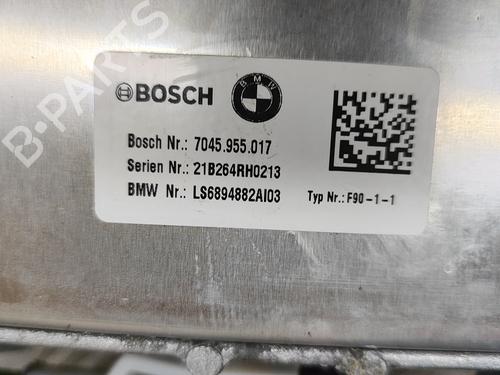 B-PARTS
BOSCH
BMW
Bosch Nr.: 7045.955.017
Serien Nr.: 21B264RH0213
BMW Nr.: LS6894882AI03
Typ Nr.: F90-1-1